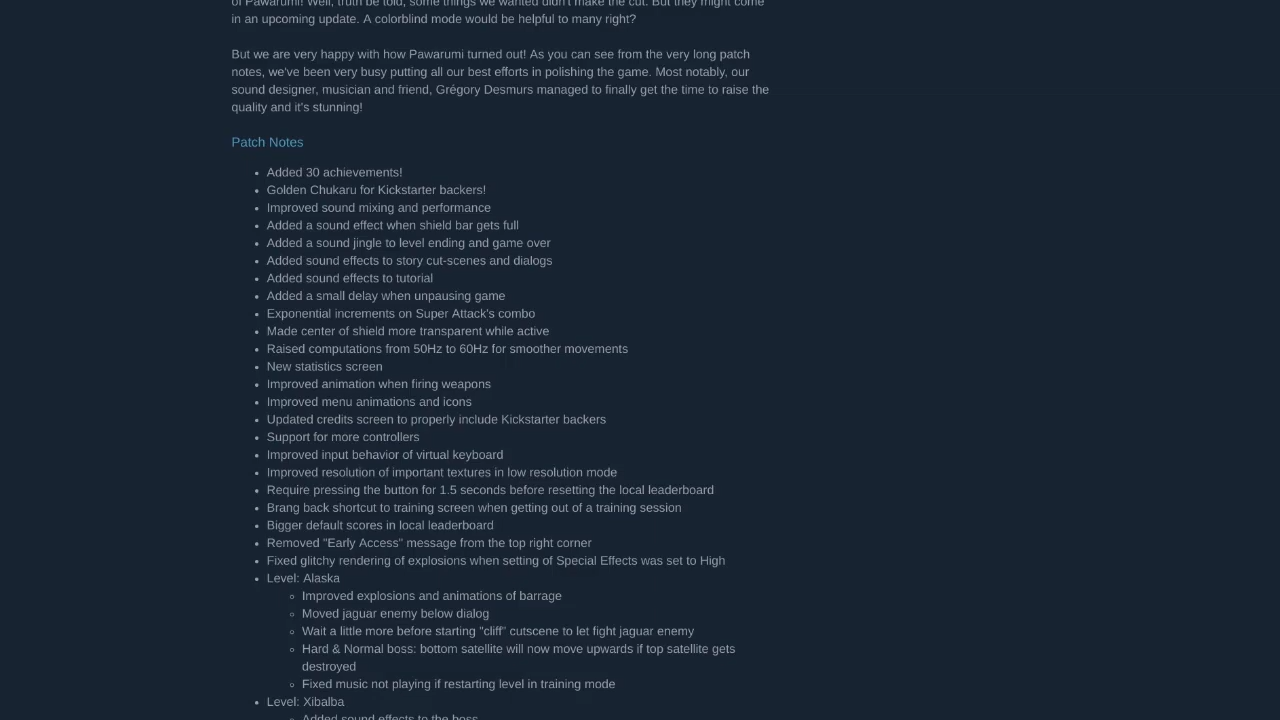 of Pawarumi! Well, truth be told, some things we wanted didn't make the cut. But they might come
in an upcoming update. A colorblind mode would be helpful to many right?
But we are very happy with how Pawarumi turned out! As you can see from the very long patch
notes, we've been very busy putting all our best efforts in polishing the game. Most notably, our
sound designer, musician and friend, Grégory Desmurs managed to finally get the time to raise the
quality and it's stunning!
Patch Notes
• Added 30 achievements!
• Golden Chukaru for Kickstarter backers!
• Improved sound mixing and performance
• Added a sound effect when shield bar gets full
• Added a sound jingle to level ending and game over
• Added sound effects to story cut-scenes and dialogs
• Added sound effects to tutorial
• Added a small delay when unpausing game
• Exponential increments on Super Attack's combo
• Made center of shield more transparent while active
• Raised computations from 50Hz to 60Hz for smoother movements
• New statistics screen
• Improved animation when firing weapons
• Improved menu animations and icons
• Updated credits screen to properly include Kickstarter backers
• Support for more controllers
• Improved input behavior of virtual keyboard
• Improved resolution of important textures in low resolution mode
• Require pressing the button for 1.5 seconds before resetting the local leaderboard
• Brang back shortcut to training screen when getting out of a training session
• Bigger default scores in local leaderboard
• Removed "Early Access" message from the top right corner
• Fixed glitchy rendering of explosions when setting of Special Effects was set to High
• Level: Alaska
◦ Improved explosions and animations of barrage
◦ Moved jaguar enemy below dialog
◦ Wait a little more before starting "cliff" cutscene to let fight jaguar enemy
◦ Hard & Normal boss: bottom satellite will now move upwards if top satellite gets
destroyed
◦ Fixed music not playing if restarting level in training mode
• Level: Xibalba
◦ Added sound effects to the boss